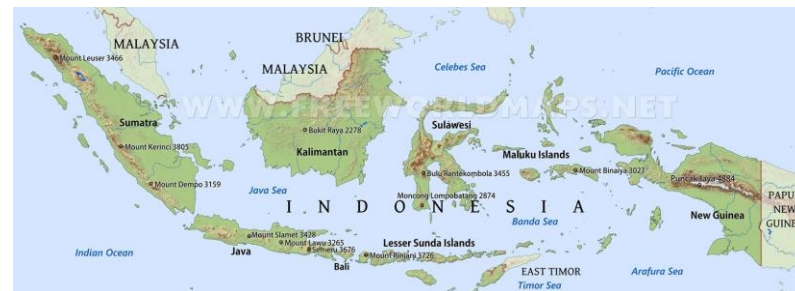 MALAYSIA
BRUNEI
MALAYSIA
Celebes Sea
Pacific Ocean
Mount Leuser 3466
WWW.FREEWORLDMAPS.NET
Sumatra
Bukit Raya 2278
Sulawesi
Mount Kerinci 3805
Kalimantan
Maluku Islands
Bulu Rantekombola 3455
Mount Binaiya 3027
Mount Dempo 3159
Java Sea
Puncak Jaya 4884
Moncong Lompobatang 2874
INDONESIA
PAPU
NEW
GUINE
New Guinea
Banda Sea
Mount Slamet 3428
Mount Lawu 3265
Semeru 3676
Lesser Sunda Islands
Indian Ocean
Java
Bali
Mount Rinjani 3726
EAST TIMOR
Timor Sea
Arafura Sea